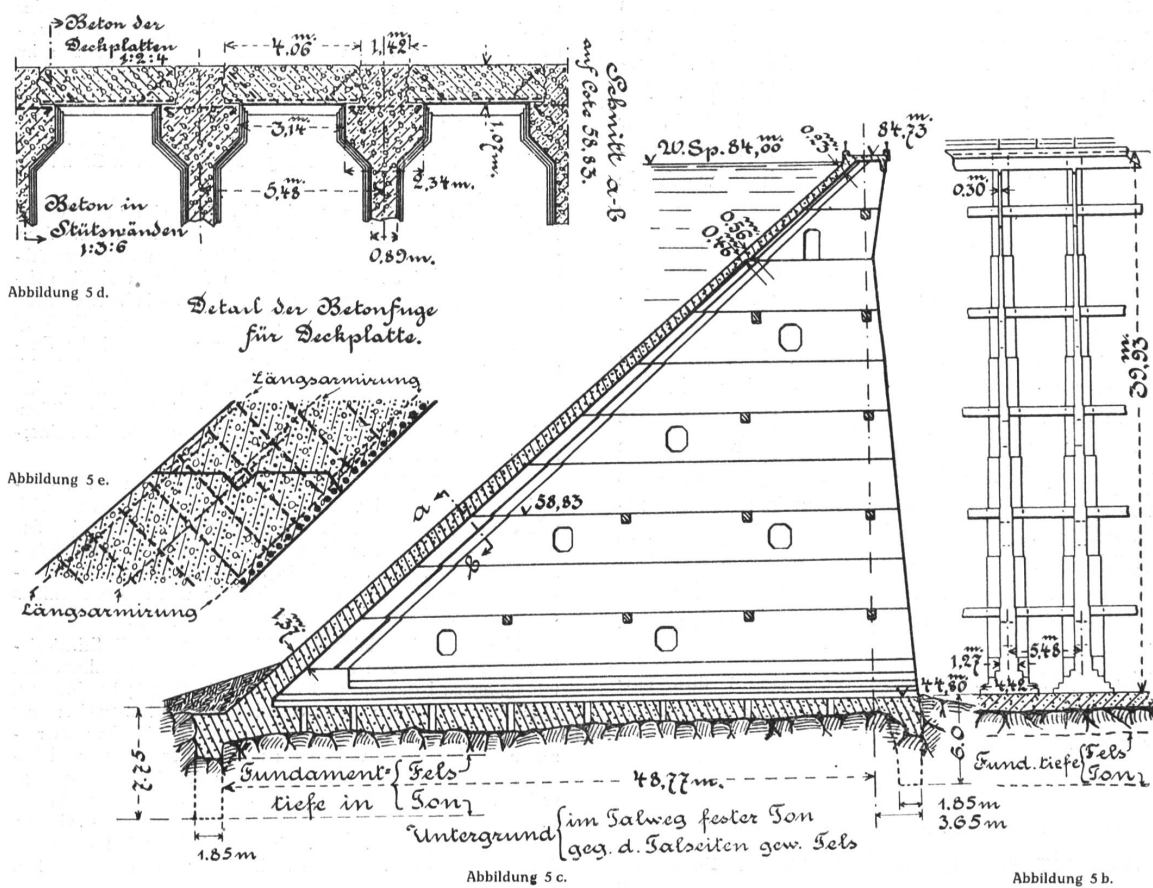 Beton der
Deckplatten
1:2:4
4.06 m.
1,42 m.
3,14 m.
1.07 m.
5,48 m.
2,34 m.
0,89 m.
Beton in
Stützwänden
1:3:6
Schnitt a-b
auf Cote 58,83.
Abbildung 5 d.
Detail der Betonfuge
für Deckplatte.
Längsarmirung
Abbildung 5 e.
Längsarmirung
W.Sp. 84,00 m.
0.23 m.
84,73 m.
0,56 m.
0,46 m.
a
58,83
b
1.37 m
44,80
7,75
1.85 m
Fundament=
tiefe in
Fels
Ton
48,77 m.
Untergrund
im Talweg fester Ton
geg. d. Talseiten gew. Fels
6.0
1.85 m
3.65 m
Abbildung 5 c.
0.30 m
39,93 m
5,48 m
1,27 m
4,42
Fund. tiefe
Fels
Ton
Abbildung 5 b.